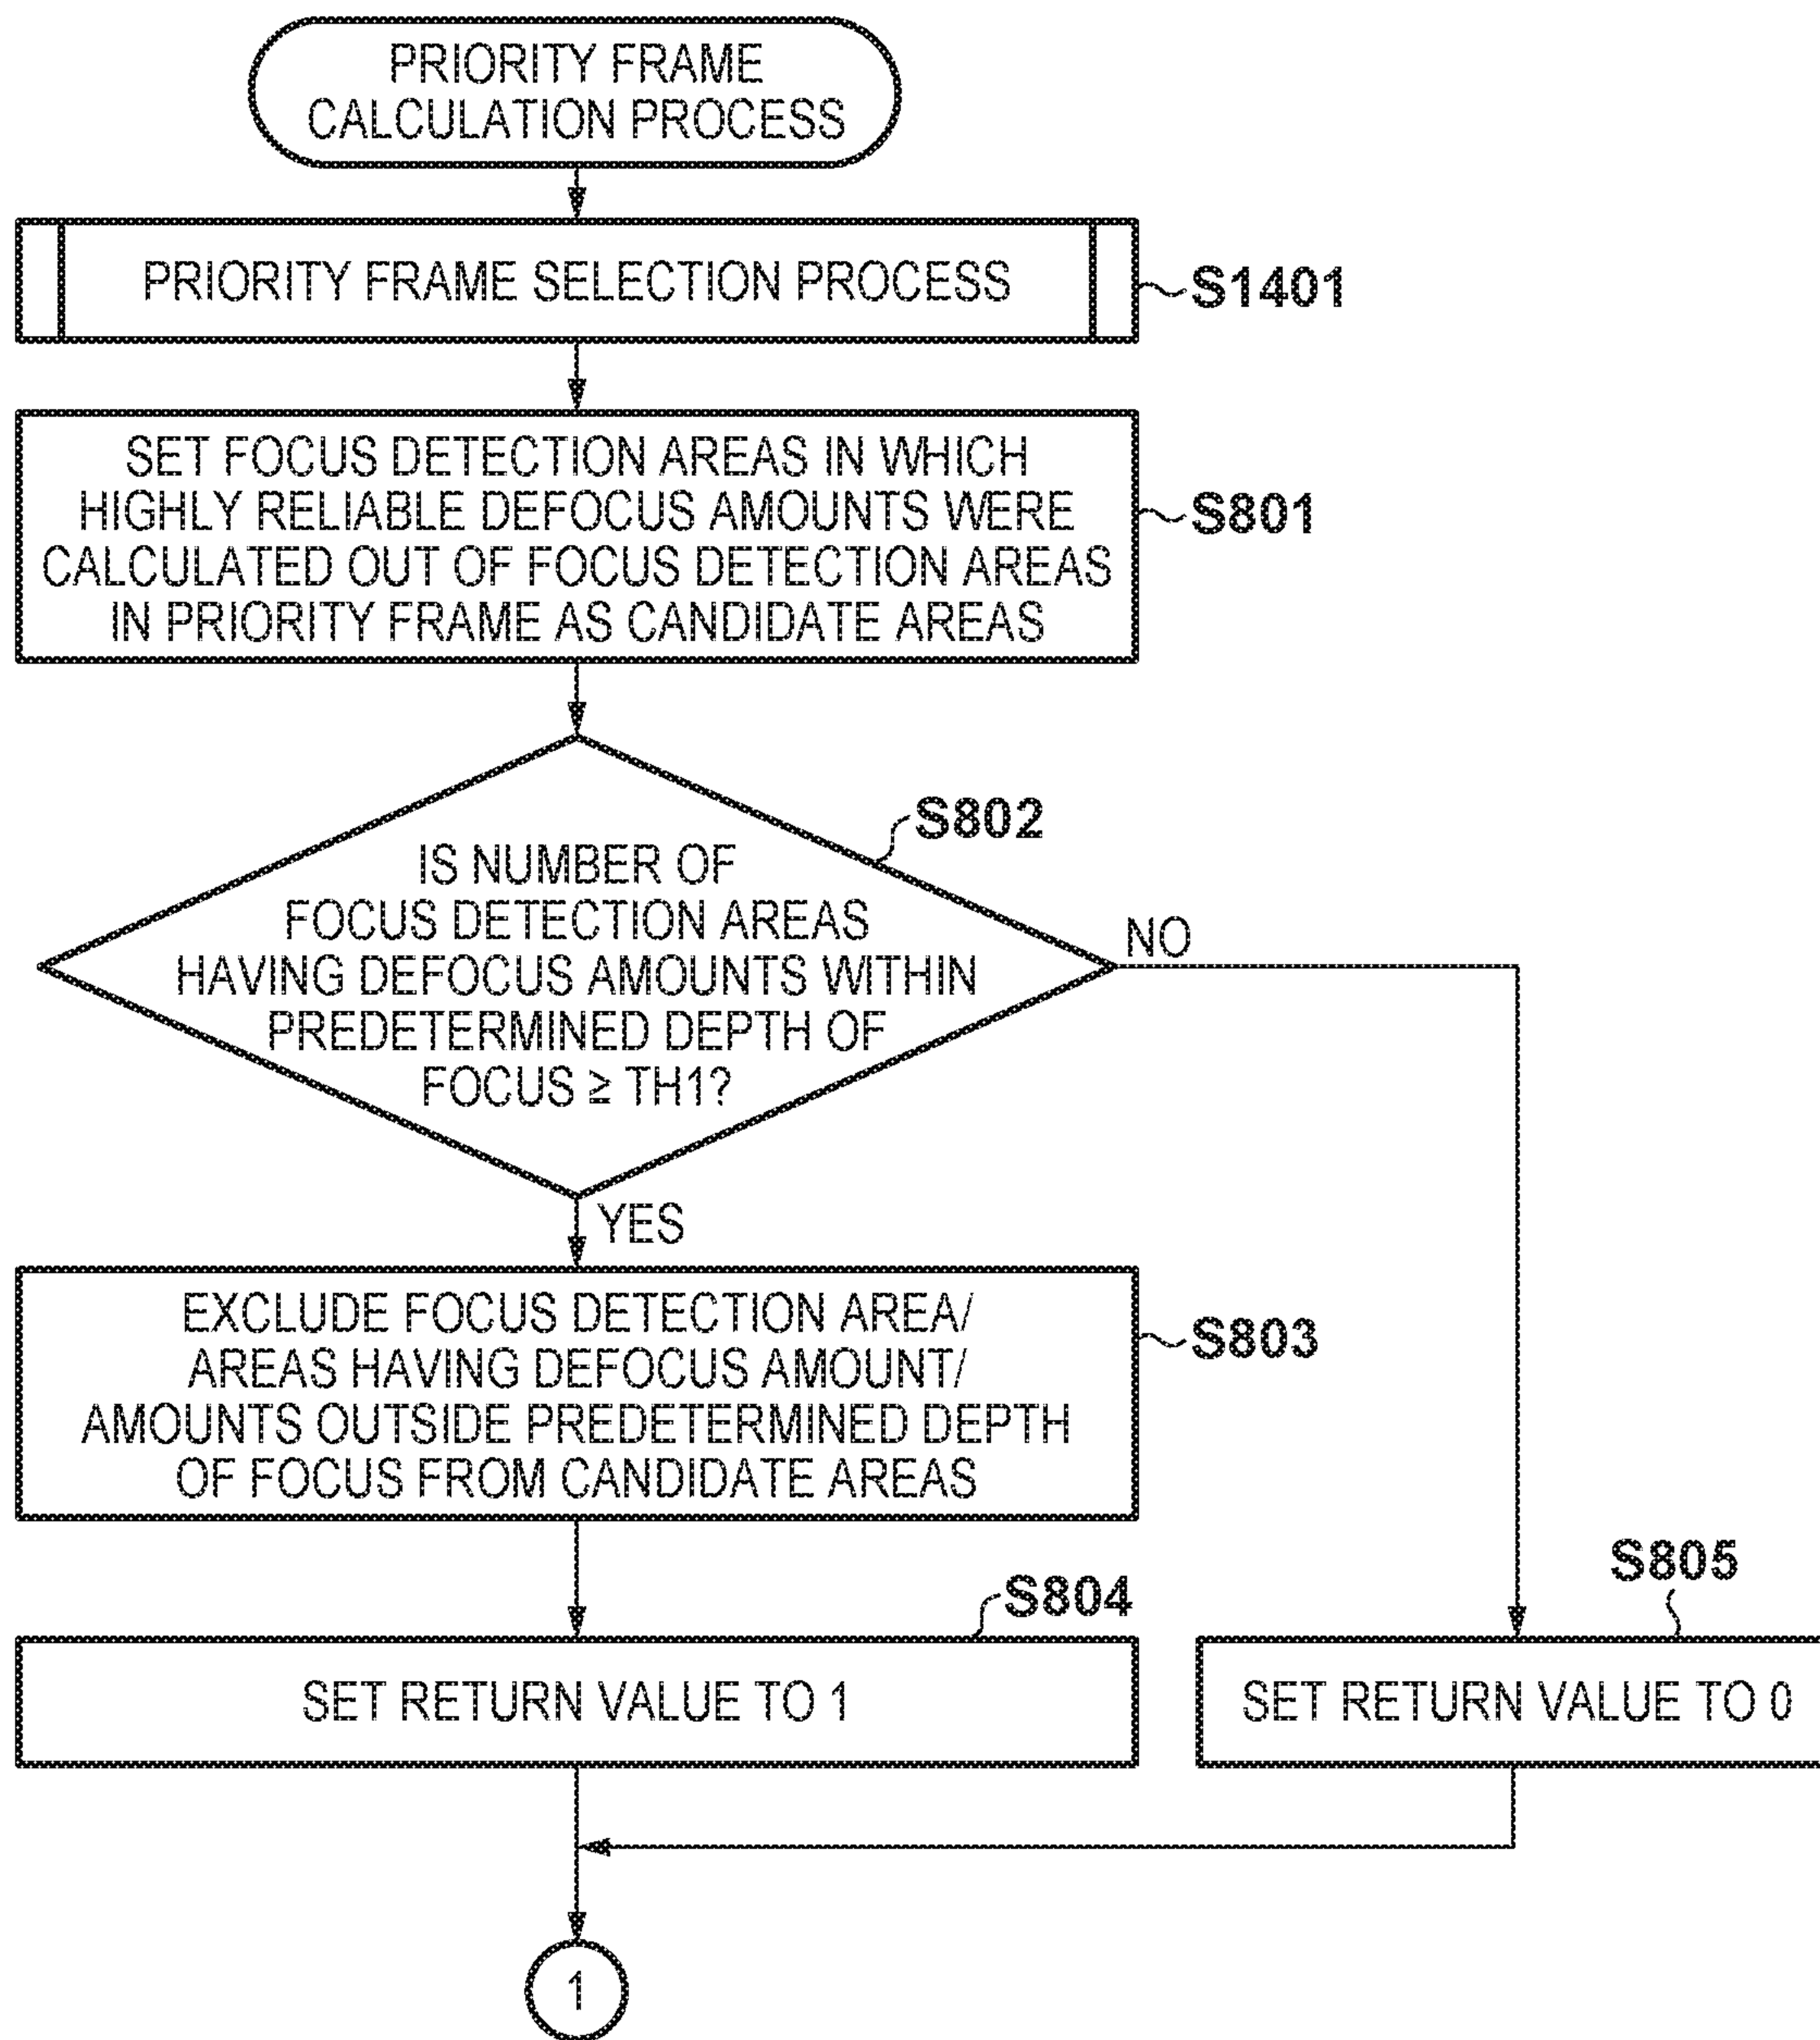 PRIORITY FRAME
CALCULATION PROCESS
PRIORITY FRAME SELECTION PROCESS
S1401
SET FOCUS DETECTION AREAS IN WHICH
HIGHLY RELIABLE DEFOCUS AMOUNTS WERE
CALCULATED OUT OF FOCUS DETECTION AREAS
IN PRIORITY FRAME AS CANDIDATE AREAS
S801
S802
IS NUMBER OF
FOCUS DETECTION AREAS
HAVING DEFOCUS AMOUNTS WITHIN
PREDETERMINED DEPTH OF
FOCUS ≥ TH1?
NO
YES
EXCLUDE FOCUS DETECTION AREA/
AREAS HAVING DEFOCUS AMOUNT/
AMOUNTS OUTSIDE PREDETERMINED DEPTH
OF FOCUS FROM CANDIDATE AREAS
S803
S804
SET RETURN VALUE TO 1
S805
SET RETURN VALUE TO 0
1